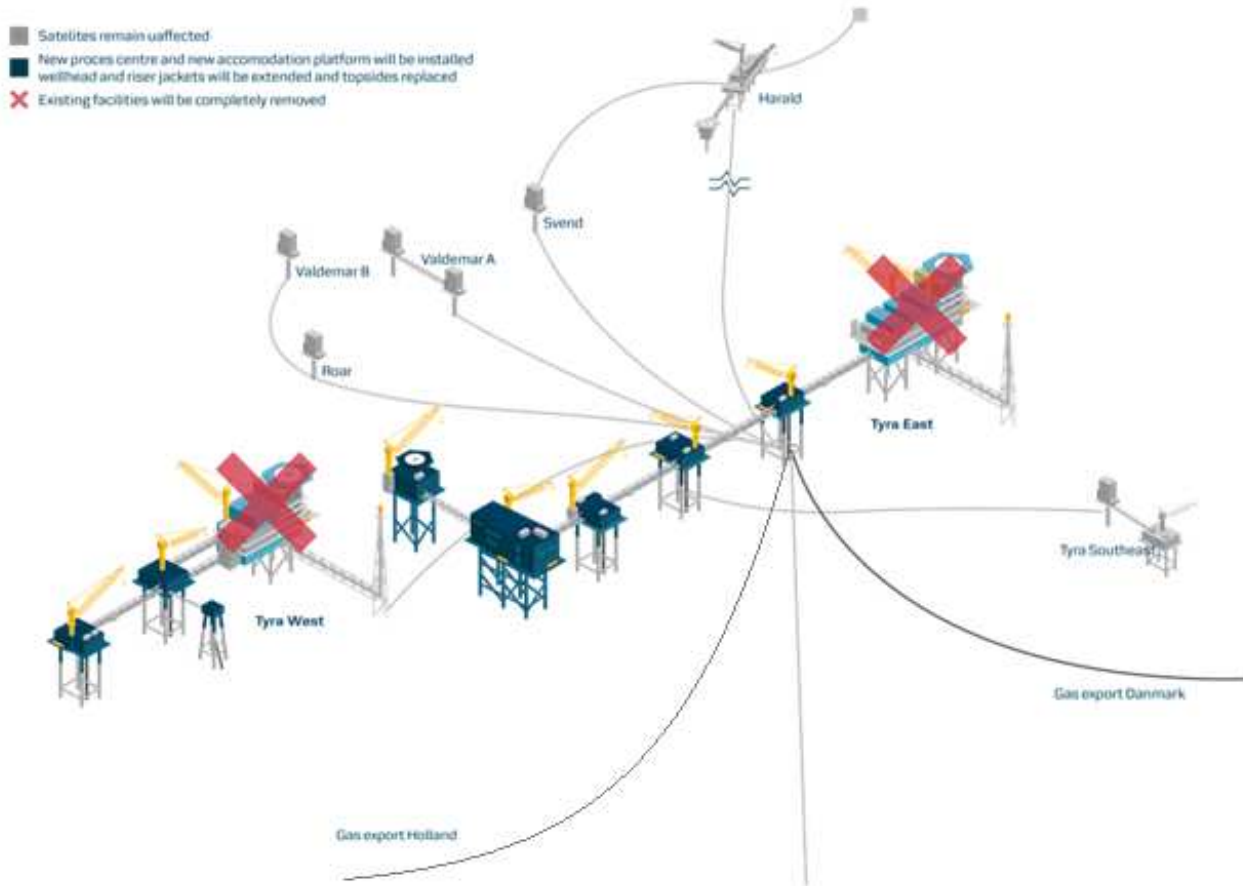 Satelites remain uaffected
New proces centre and new accomodation platform will be installed
wellhead and riser jackets will be extended and topsides replaced
Existing facilities will be completely removed
Harald
Svend
Valdemar B
Valdemar A
Roar
Tyra East
Tyra Southeast
Tyra West
Gas export Danmark
Gas export Holland